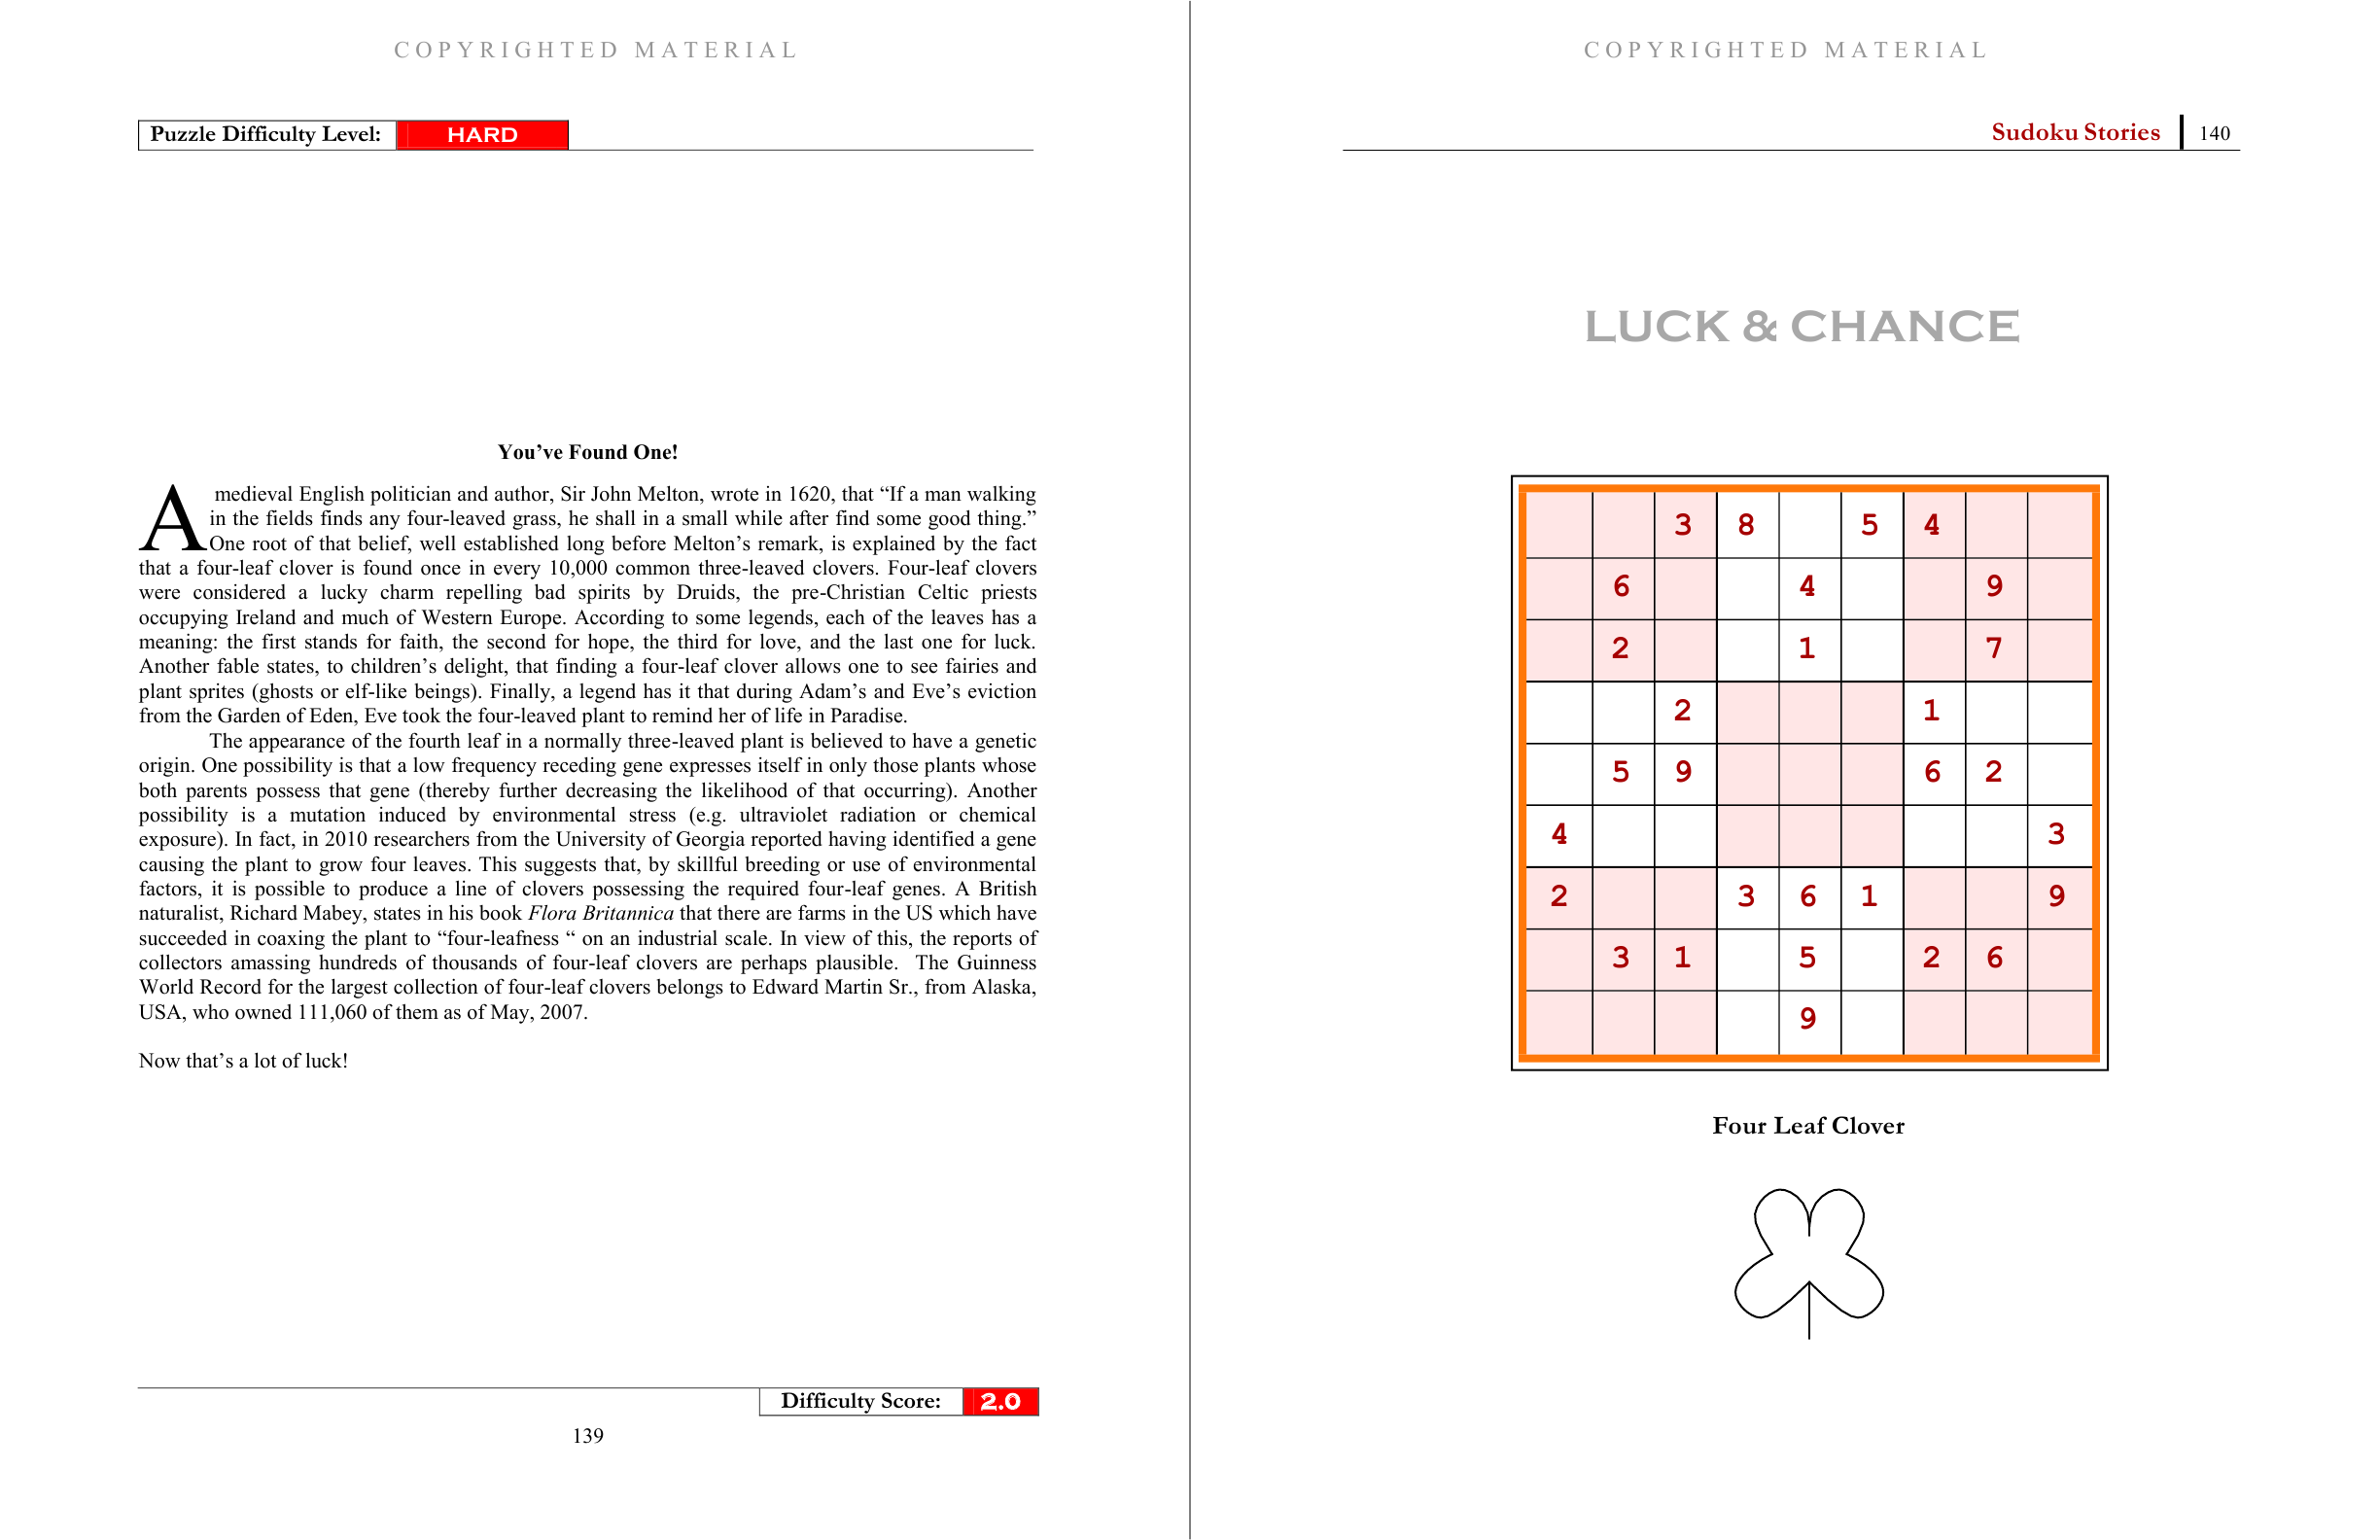 COPYRIGHTED MATERIAL
Puzzle Difficulty Level: HARD
You’ve Found One!
A medieval English politician and author, Sir John Melton, wrote in 1620, that “If a man walking
in the fields finds any four-leaved grass, he shall in a small while after find some good thing.”
One root of that belief, well established long before Melton’s remark, is explained by the fact
that a four-leaf clover is found once in every 10,000 common three-leaved clovers. Four-leaf clovers
were considered a lucky charm repelling bad spirits by Druids, the pre-Christian Celtic priests
occupying Ireland and much of Western Europe. According to some legends, each of the leaves has a
meaning: the first stands for faith, the second for hope, the third for love, and the last one for luck.
Another fable states, to children’s delight, that finding a four-leaf clover allows one to see fairies and
plant sprites (ghosts or elf-like beings). Finally, a legend has it that during Adam’s and Eve’s eviction
from the Garden of Eden, Eve took the four-leaved plant to remind her of life in Paradise.
The appearance of the fourth leaf in a normally three-leaved plant is believed to have a genetic
origin. One possibility is that a low frequency receding gene expresses itself in only those plants whose
both parents possess that gene (thereby further decreasing the likelihood of that occurring). Another
possibility is a mutation induced by environmental stress (e.g. ultraviolet radiation or chemical
exposure). In fact, in 2010 researchers from the University of Georgia reported having identified a gene
causing the plant to grow four leaves. This suggests that, by skillful breeding or use of environmental
factors, it is possible to produce a line of clovers possessing the required four-leaf genes. A British
naturalist, Richard Mabey, states in his book Flora Britannica that there are farms in the US which have
succeeded in coaxing the plant to “four-leafness “ on an industrial scale. In view of this, the reports of
collectors amassing hundreds of thousands of four-leaf clovers are perhaps plausible. The Guinness
World Record for the largest collection of four-leaf clovers belongs to Edward Martin Sr., from Alaska,
USA, who owned 111,060 of them as of May, 2007.
Now that’s a lot of luck!
Difficulty Score: 2.0
139
COPYRIGHTED MATERIAL
Sudoku Stories 140
LUCK & CHANCE
3 8 5 4
6 4 9
2 1 7
2 1
5 9 6 2
4 3
2 3 6 1 9
3 1 5 2 6
9
Four Leaf Clover